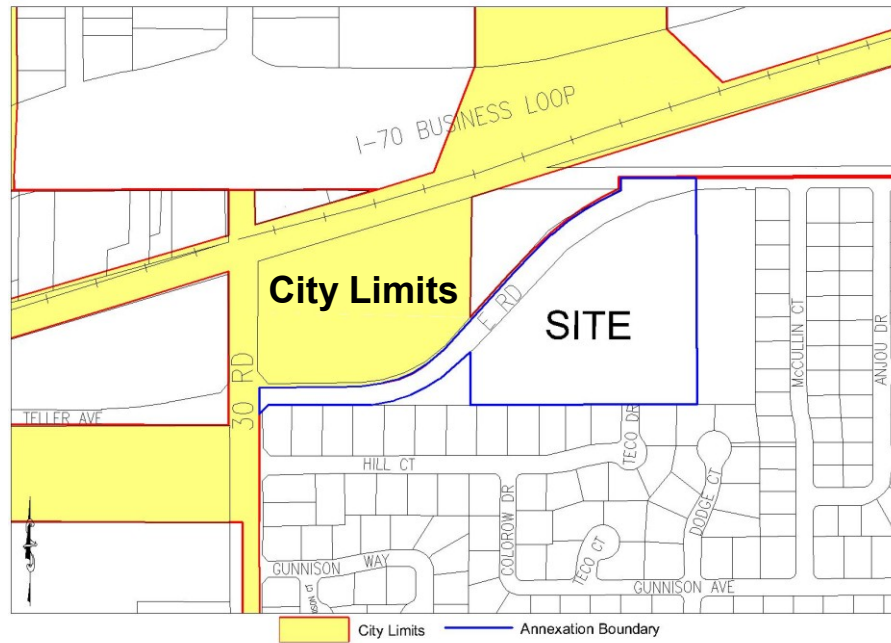 I-70 BUSINESS LOOP
City Limits
E RD
SITE
30 RD
McCULLIN CT
ANJOU DR
TELLER AVE
HILL CT
TECO DR
DODGE CT
COLOROW DR
TECO CT
GUNNISON WAY
GUNNISON AVE
City Limits
Annexation Boundary